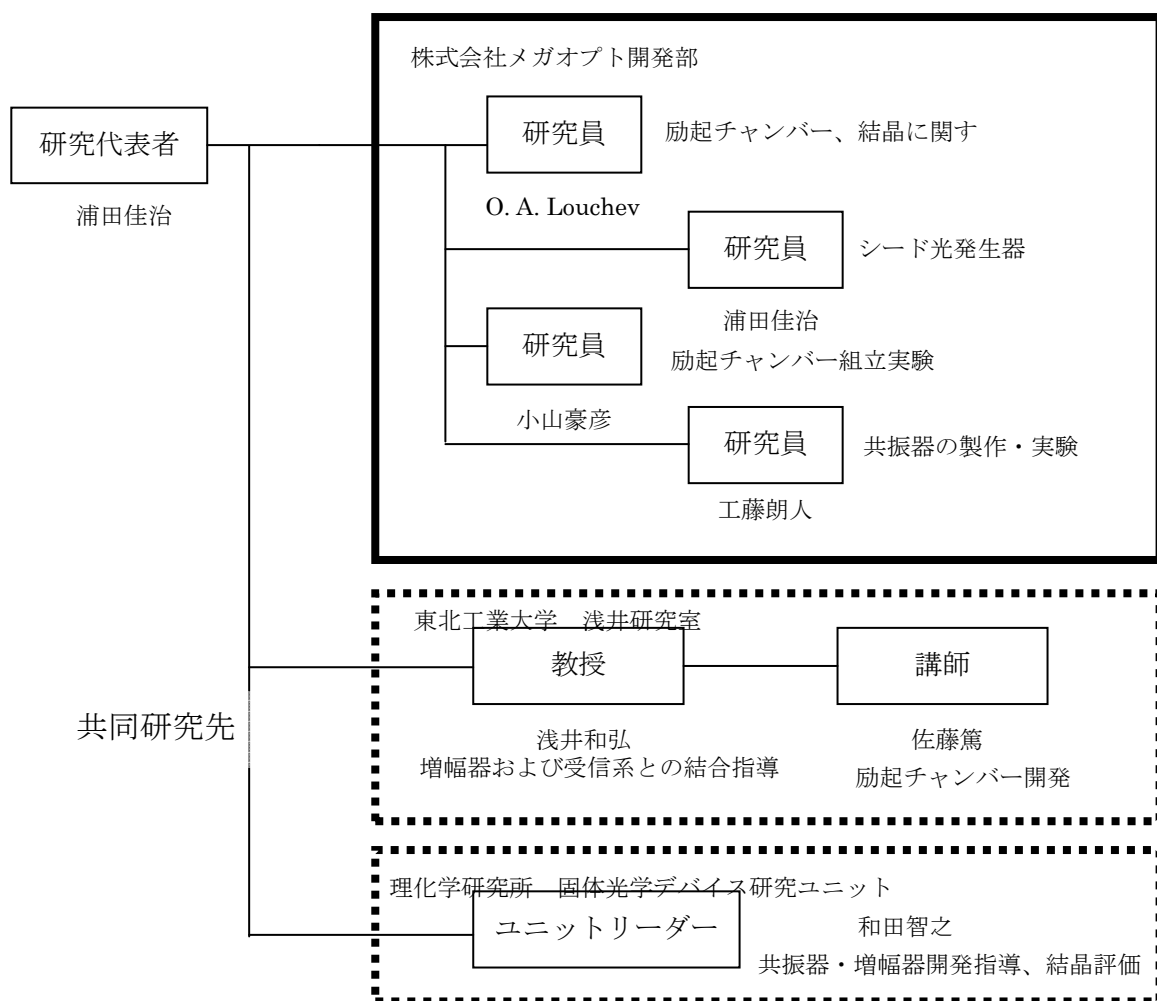 株式会社メガオプト開発部
研究代表者
浦田佳治
研究員
励起チャンバー、結晶に関す
O. A. Louchev
研究員
シード光発生器
浦田佳治
研究員
励起チャンバー組立実験
小山豪彦
研究員
共振器の製作・実験
工藤朗人
東北工業大学 浅井研究室
教授
講師
共同研究先
浅井和弘
増幅器および受信系との結合指導
佐藤篤
励起チャンバー開発
理化学研究所 固体光学デバイス研究ユニット
ユニットリーダー
和田智之
共振器・増幅器開発指導、結晶評価